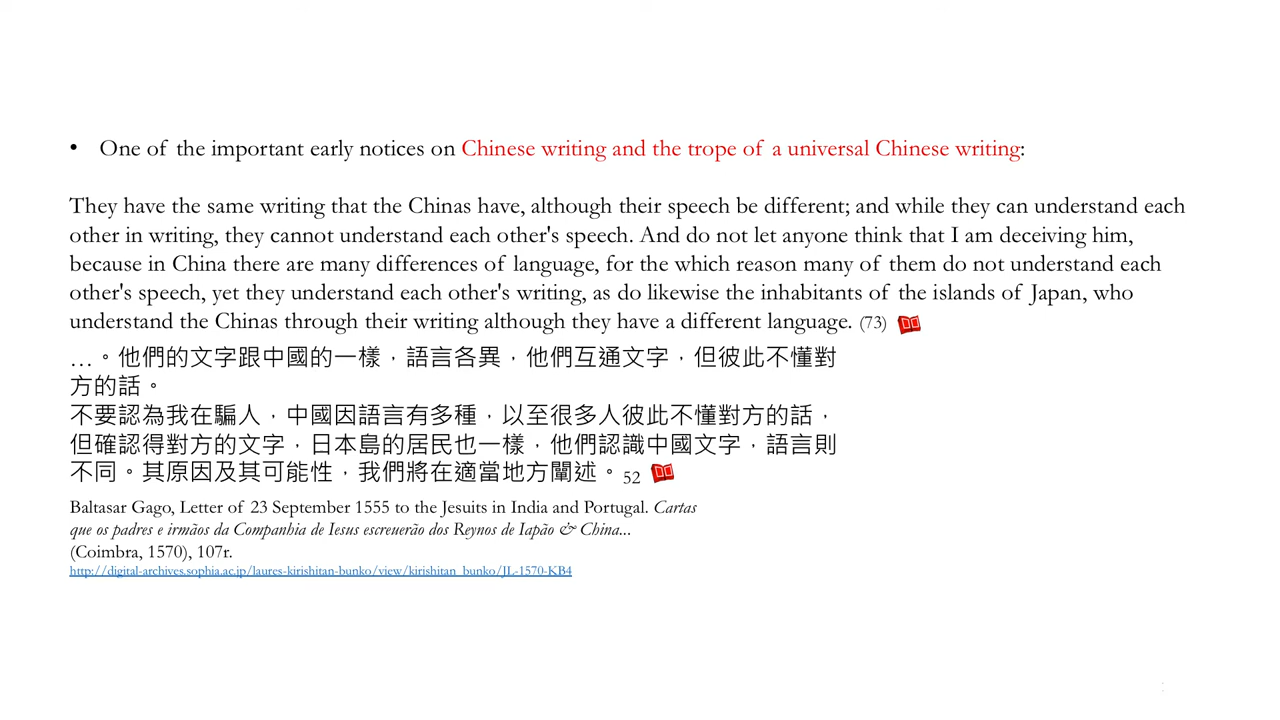 • One of the important early notices on Chinese writing and the trope of a universal Chinese writing:
They have the same writing that the Chinas have, although their speech be different; and while they can understand each
other in writing, they cannot understand each other's speech. And do not let anyone think that I am deceiving him,
because in China there are many differences of language, for the which reason many of them do not understand each
other's speech, yet they understand each other's writing, as do likewise the inhabitants of the islands of Japan, who
understand the Chinas through their writing although they have a different language. (73)
…。他們的文字跟中國的一樣，語言各異，他們互通文字，但彼此不懂對
方的話。
不要認為我在騙人，中國因語言有多種，以至很多人彼此不懂對方的話，
但確認得對方的文字，日本島的居民也一樣，他們認識中國文字，語言則
不同。其原因及其可能性，我們將在適當地方闡述。52
Baltasar Gago, Letter of 23 September 1555 to the Jesuits in India and Portugal. Cartas
que os padres e irmãos da Companhia de Iesus escreuerão dos Reynos de Iapão & China...
(Coimbra, 1570), 107r.
http://digital-archives.sophia.ac.jp/laures-kirishitan-bunko/view/kirishitan_bunko/JL-1570-KB4